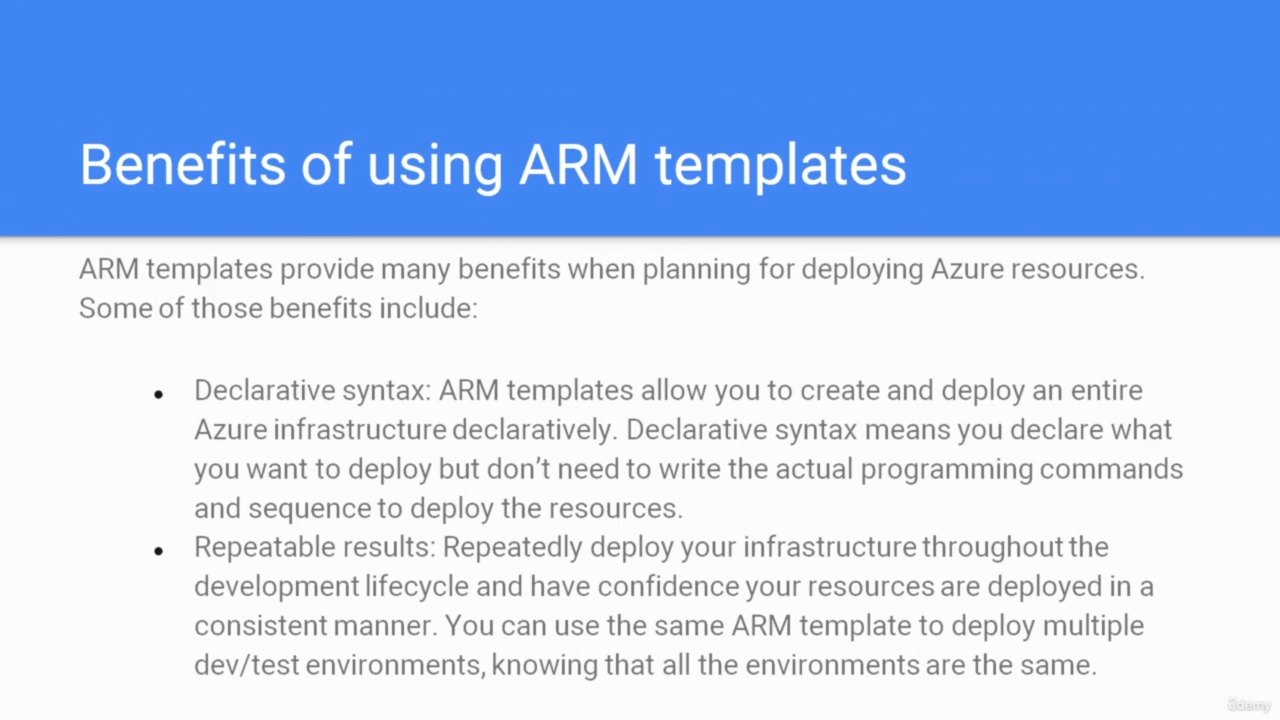 Benefits of using ARM templates
ARM templates provide many benefits when planning for deploying Azure resources.
Some of those benefits include:
• Declarative syntax: ARM templates allow you to create and deploy an entire
Azure infrastructure declaratively. Declarative syntax means you declare what
you want to deploy but don’t need to write the actual programming commands
and sequence to deploy the resources.
• Repeatable results: Repeatedly deploy your infrastructure throughout the
development lifecycle and have confidence your resources are deployed in a
consistent manner. You can use the same ARM template to deploy multiple
dev/test environments, knowing that all the environments are the same.
ûdemy